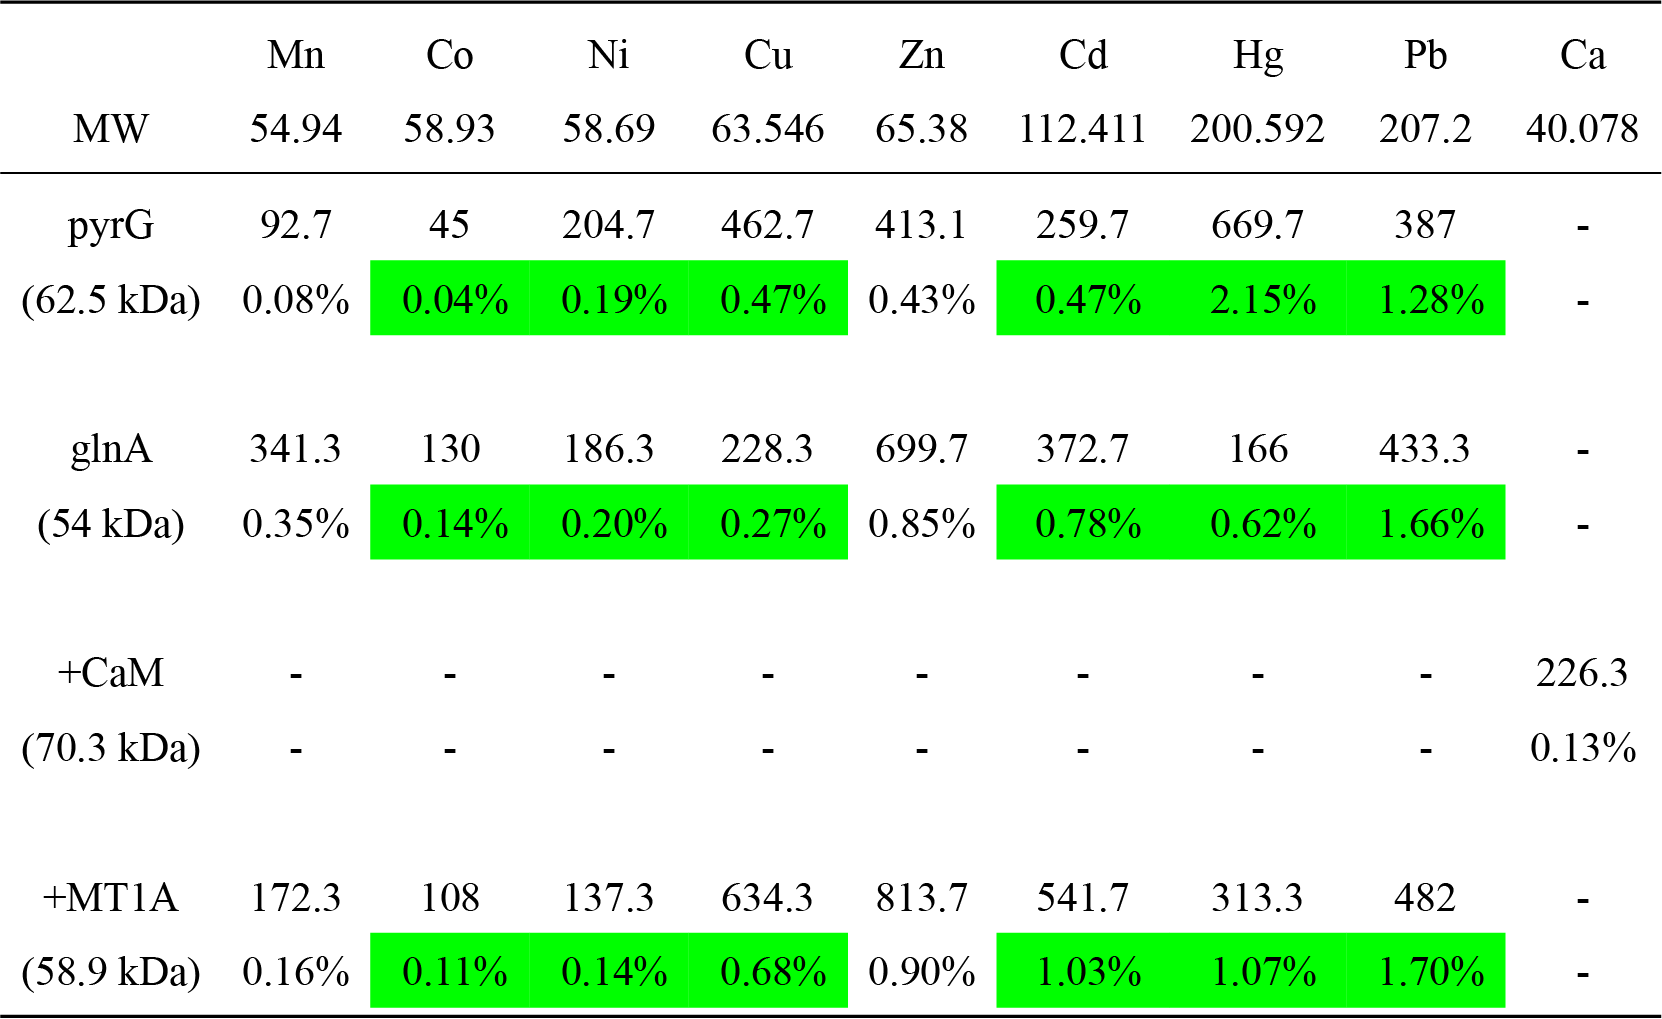 Mn Co Ni Cu Zn Cd Hg Pb Ca
MW 54.94 58.93 58.69 63.546 65.38 112.411 200.592 207.2 40.078
pyrG 92.7 45 204.7 462.7 413.1 259.7 669.7 387 -
(62.5 kDa) 0.08% 0.04% 0.19% 0.47% 0.43% 0.47% 2.15% 1.28% -
glnA 341.3 130 186.3 228.3 699.7 372.7 166 433.3 -
(54 kDa) 0.35% 0.14% 0.20% 0.27% 0.85% 0.78% 0.62% 1.66% -
+CaM - - - - - - - - 226.3
(70.3 kDa) - - - - - - - - 0.13%
+MT1A 172.3 108 137.3 634.3 813.7 541.7 313.3 482 -
(58.9 kDa) 0.16% 0.11% 0.14% 0.68% 0.90% 1.03% 1.07% 1.70% -